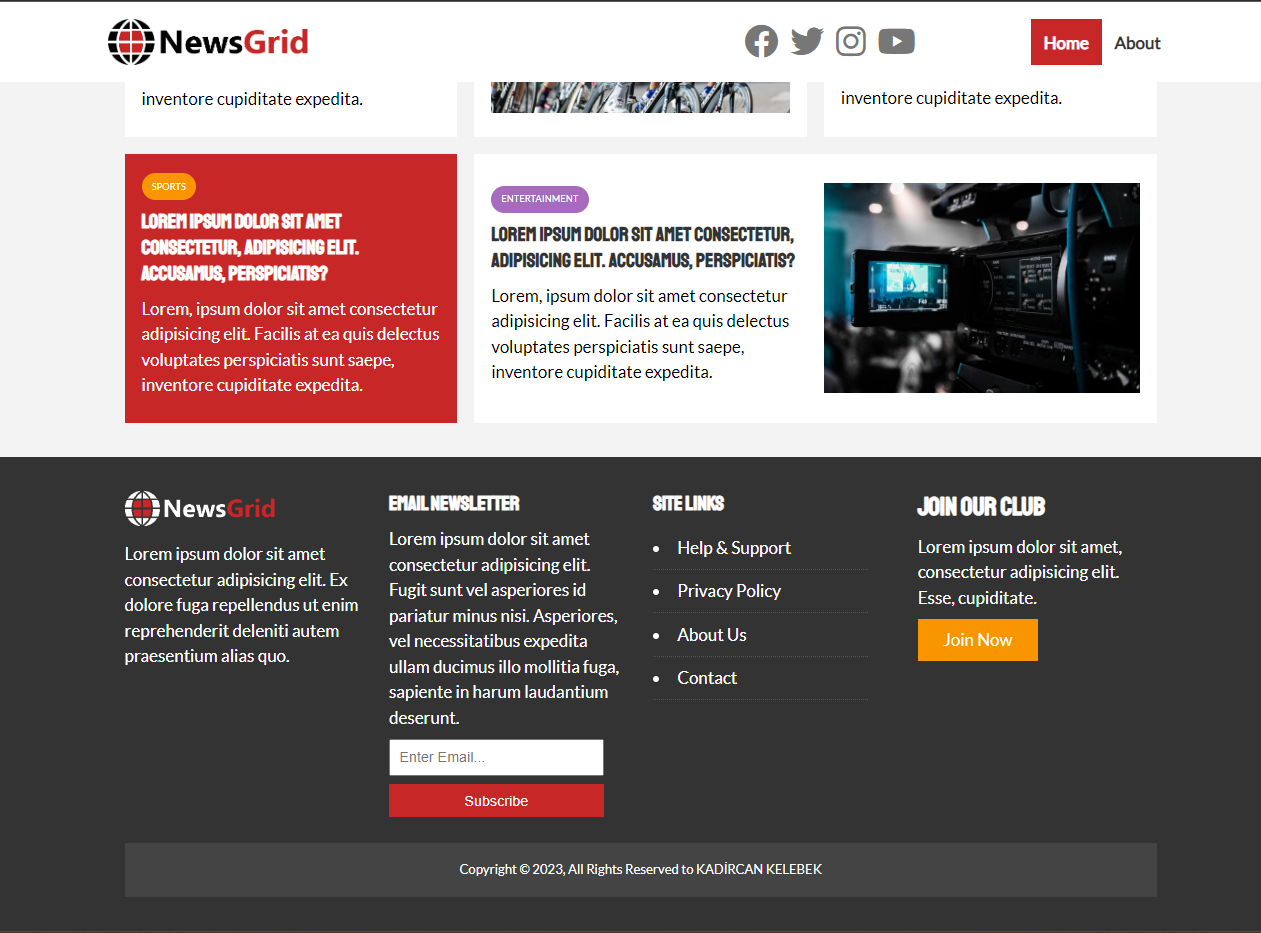 NewsGrid
Home
About
inventore cupiditate expedita.
inventore cupiditate expedita.
SPORTS
LOREM IPSUM DOLOR SIT AMET
CONSECTETUR, ADIPISICING ELIT.
ACCUSAMUS, PERSPICIATIS?
Lorem, ipsum dolor sit amet consectetur
adipisicing elit. Facilis at ea quis delectus
voluptates perspiciatis sunt saepe,
inventore cupiditate expedita.
ENTERTAINMENT
LOREM IPSUM DOLOR SIT AMET CONSECTETUR,
ADIPISICING ELIT. ACCUSAMUS, PERSPICIATIS?
Lorem, ipsum dolor sit amet consectetur
adipisicing elit. Facilis at ea quis delectus
voluptates perspiciatis sunt saepe,
inventore cupiditate expedita.
NewsGrid
Lorem ipsum dolor sit amet
consectetur adipisicing elit. Ex
dolore fuga repellendus ut enim
reprehenderit deleniti autem
praesentium alias quo.
EMAIL NEWSLETTER
Lorem ipsum dolor sit amet
consectetur adipisicing elit.
Fugit sunt vel asperiores id
pariatur minus nisi. Asperiores,
vel necessitatibus expedita
ullam ducimus illo mollitia fuga,
sapiente in harum laudantium
deserunt.
Enter Email...
Subscribe
SITE LINKS
Help & Support
Privacy Policy
About Us
Contact
JOIN OUR CLUB
Lorem ipsum dolor sit amet,
consectetur adipisicing elit.
Esse, cupiditate.
Join Now
Copyright © 2023, All Rights Reserved to KADİRCAN KELEBEK